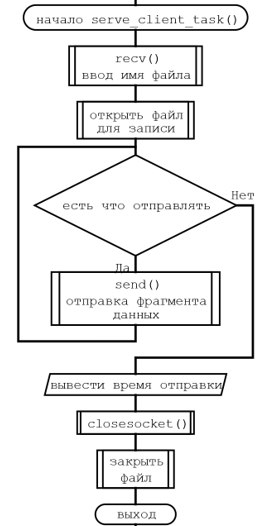 начало serve_client_task()
recv()
ввод имя файла
открыть файл
для записи
есть что отправлять
Нет
Да
send()
отправка фрагмента
данных
вывести время отправки
closesocket()
закрыть
файл
выход